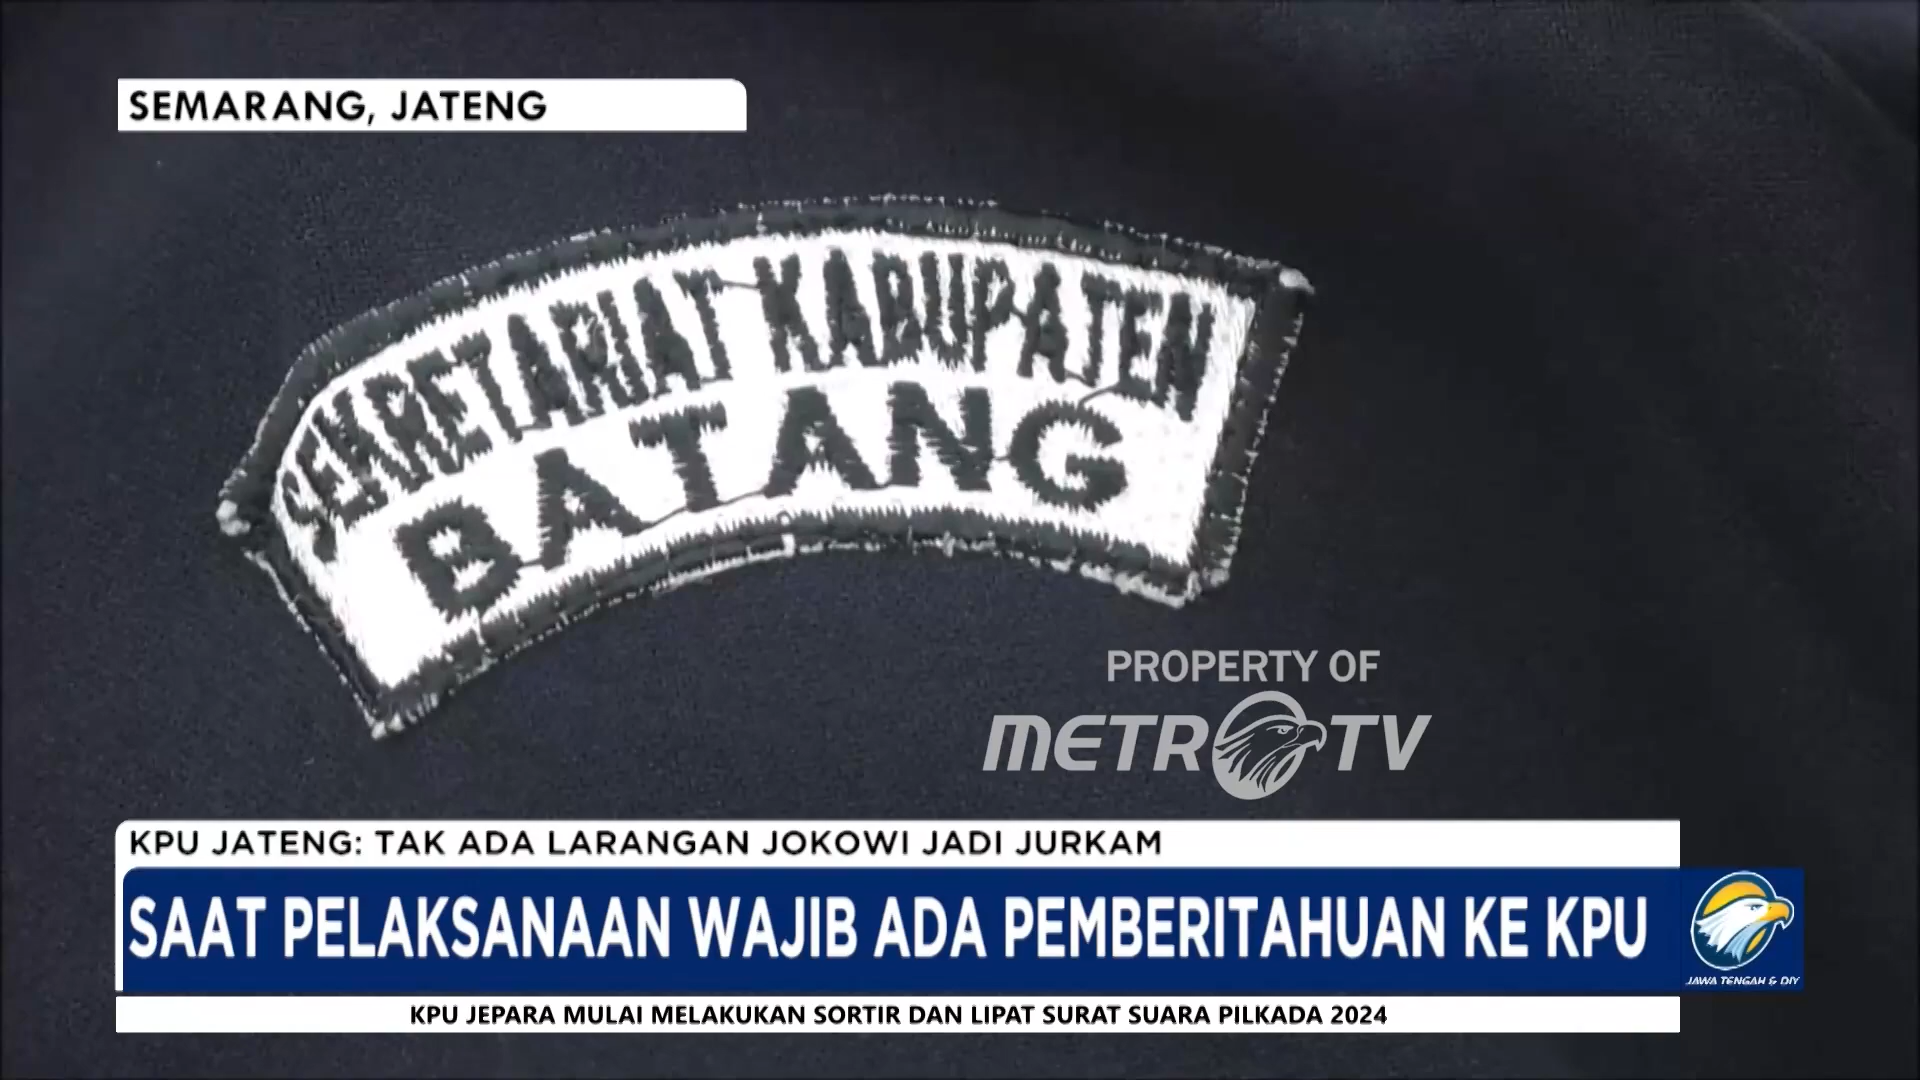 SEMARANG, JATENG
SEKRETARIAT KABUPATEN
BATANG
PROPERTY OF
METRO TV
KPU JATENG: TAK ADA LARANGAN JOKOWI JADI JURKAM
SAAT PELAKSANAAN WAJIB ADA PEMBERITAHUAN KE KPU
JAWA TENGAH & DIY
KPU JEPARA MULAI MELAKUKAN SORTIR DAN LIPAT SURAT SUARA PILKADA 2024